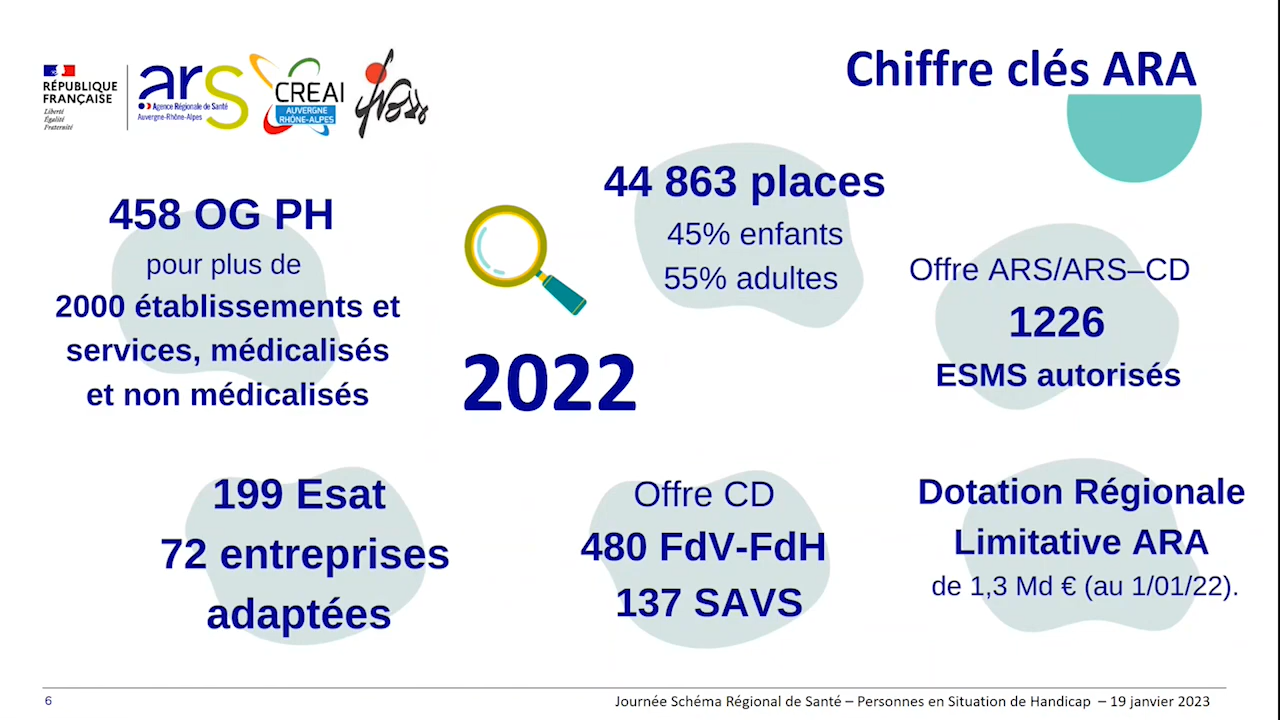 RÉPUBLIQUE
FRANÇAISE
Liberté
Égalité
Fraternité
ars
Agence Régionale de Santé
Auvergne-Rhône-Alpes
CREAI
AUVERGNE
RHÔNE-ALPES
Chiffre clés ARA
458 OG PH
pour plus de
2000 établissements et
services, médicalisés
et non médicalisés
2022
44 863 places
45% enfants
55% adultes
Offre ARS/ARS–CD
1226
ESMS autorisés
199 Esat
72 entreprises
adaptées
Offre CD
480 FdV-FdH
137 SAVS
Dotation Régionale
Limitative ARA
de 1,3 Md € (au 1/01/22).
6
Journée Schéma Régional de Santé – Personnes en Situation de Handicap – 19 janvier 2023